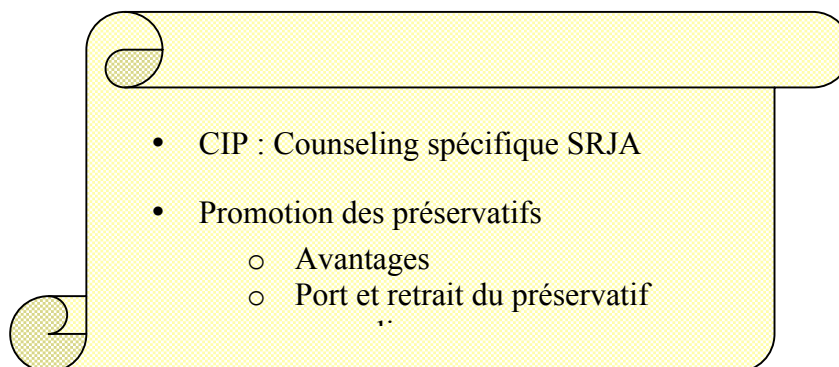 • CIP : Counseling spécifique SRJA
• Promotion des préservatifs
o Avantages
o Port et retrait du préservatif